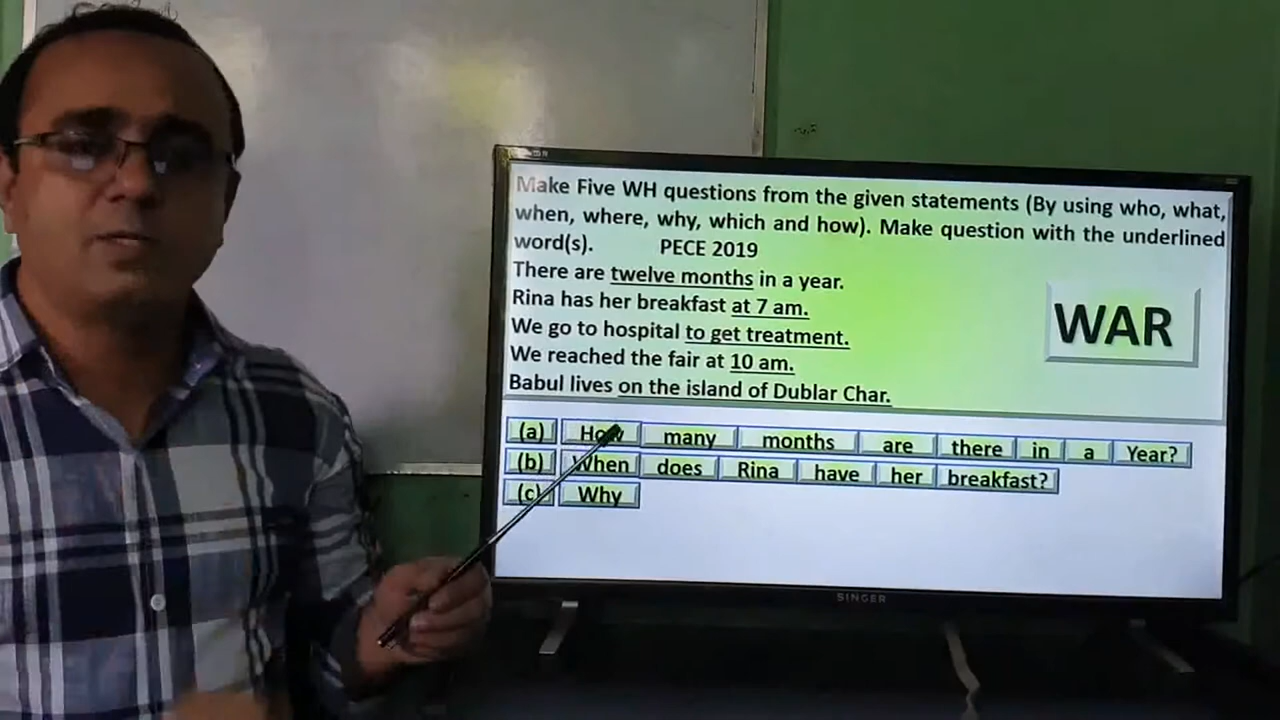 Make Five WH questions from the given statements (By using who, what,
when, where, why, which and how). Make question with the underlined
word(s). PECE 2019
There are twelve months in a year.
Rina has her breakfast at 7 am.
We go to hospital to get treatment.
We reached the fair at 10 am.
Babul lives on the island of Dublar Char.
WAR
(a) How many months are there in a Year?
(b) When does Rina have her breakfast?
(c) Why
SINGER